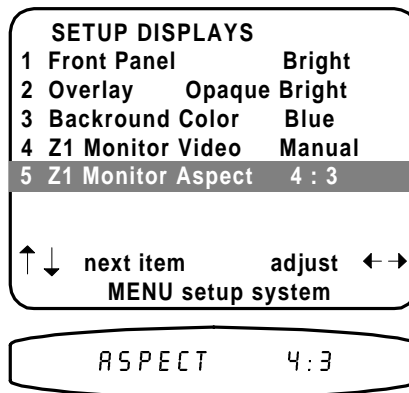 SETUP DISPLAYS
1 Front Panel Bright
2 Overlay Opaque Bright
3 Backround Color Blue
4 Z1 Monitor Video Manual
5 Z1 Monitor Aspect 4 : 3
↑↓ next item adjust ←→
MENU setup system
ASPECT 4:3